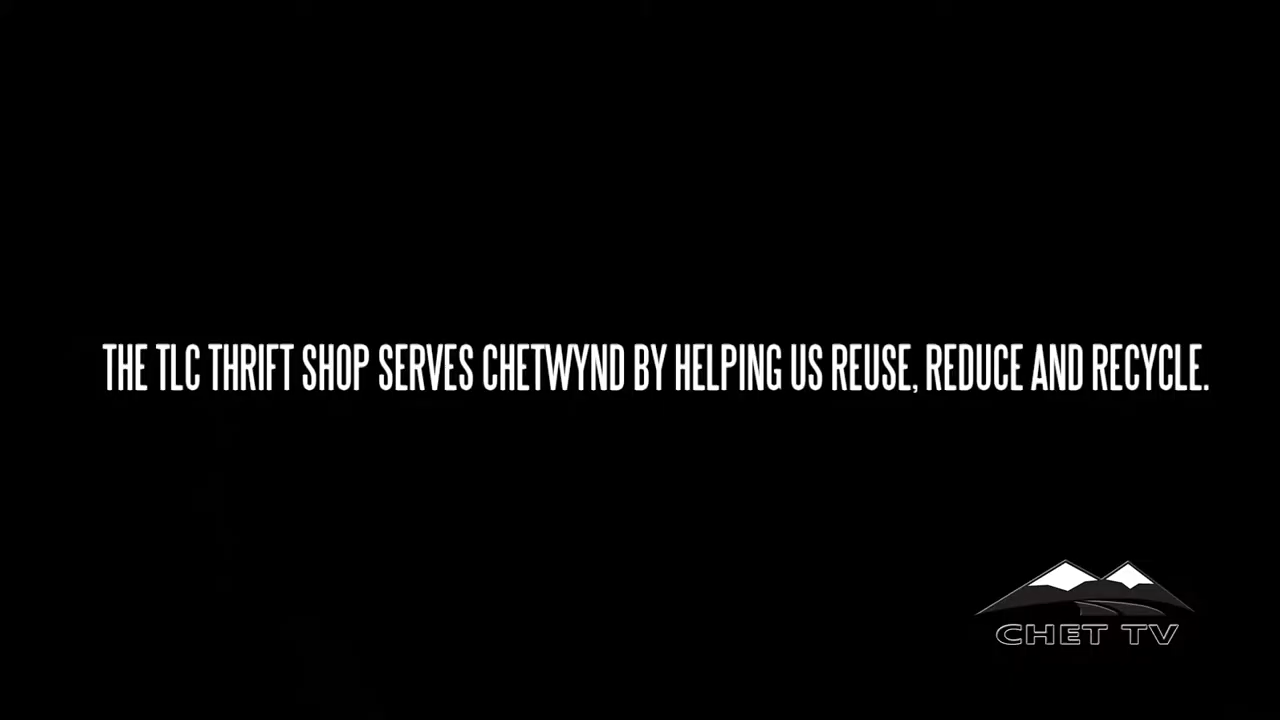 THE TLC THRIFT SHOP SERVES CHETWYND BY HELPING US REUSE, REDUCE AND RECYCLE.
CHET TV